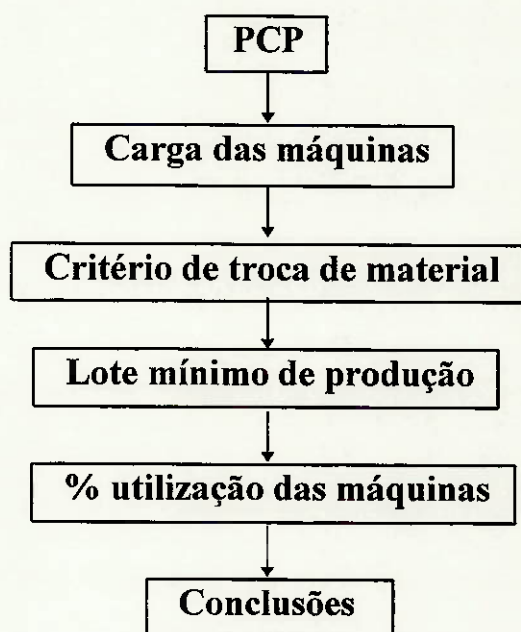 PCP
Carga das máquinas
Critério de troca de material
Lote mínimo de produção
% utilização das máquinas
Conclusões